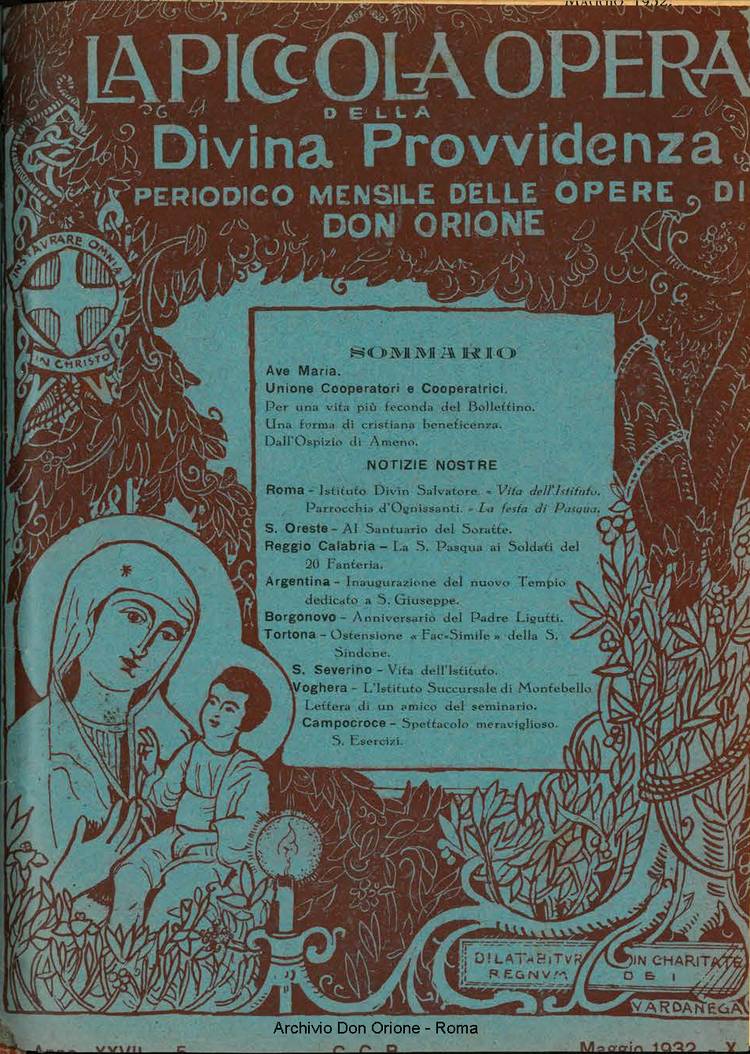 LA PICCOLA OPERA
DELLA
Divina Provvidenza
PERIODICO MENSILE DELLE OPERE DI
DON ORIONE
INSTAVRARE OMNIA
IN CHRISTO
SOMMARIO
Ave Maria.
Unione Cooperatori e Cooperatrici.
Per una vita più feconda del Bollettino.
Una forma di cristiana beneficenza.
Dall'Ospizio di Ameno.
NOTIZIE NOSTRE
Roma - Istituto Divin Salvatore. - Vita dell'Istituto.
Parrocchia d'Ognissanti. - La festa di Pasqua.
S. Oreste - Al Santuario del Soratte.
Reggio Calabria - La S. Pasqua ai Soldati del
20 Fanteria.
Argentina - Inaugurazione del nuovo Tempio
dedicato a S. Giuseppe.
Borgonovo - Anniversario del Padre Ligutti.
Tortona - Ostensione « Fac-Simile » della S.
Sindone.
S. Severino - Vita dell'Istituto.
Voghera - L'Istituto Succursale di Montebello
Lettera di un amico del seminario.
Campocroce - Spettacolo meraviglioso.
S. Esercizi.
DILATABITVR IN CHARITATE
REGNVM DEI
VARDANEGA
Archivio Don Orione - Roma
Anno XXVII - 5 C. C. P. Maggio 1932 - X